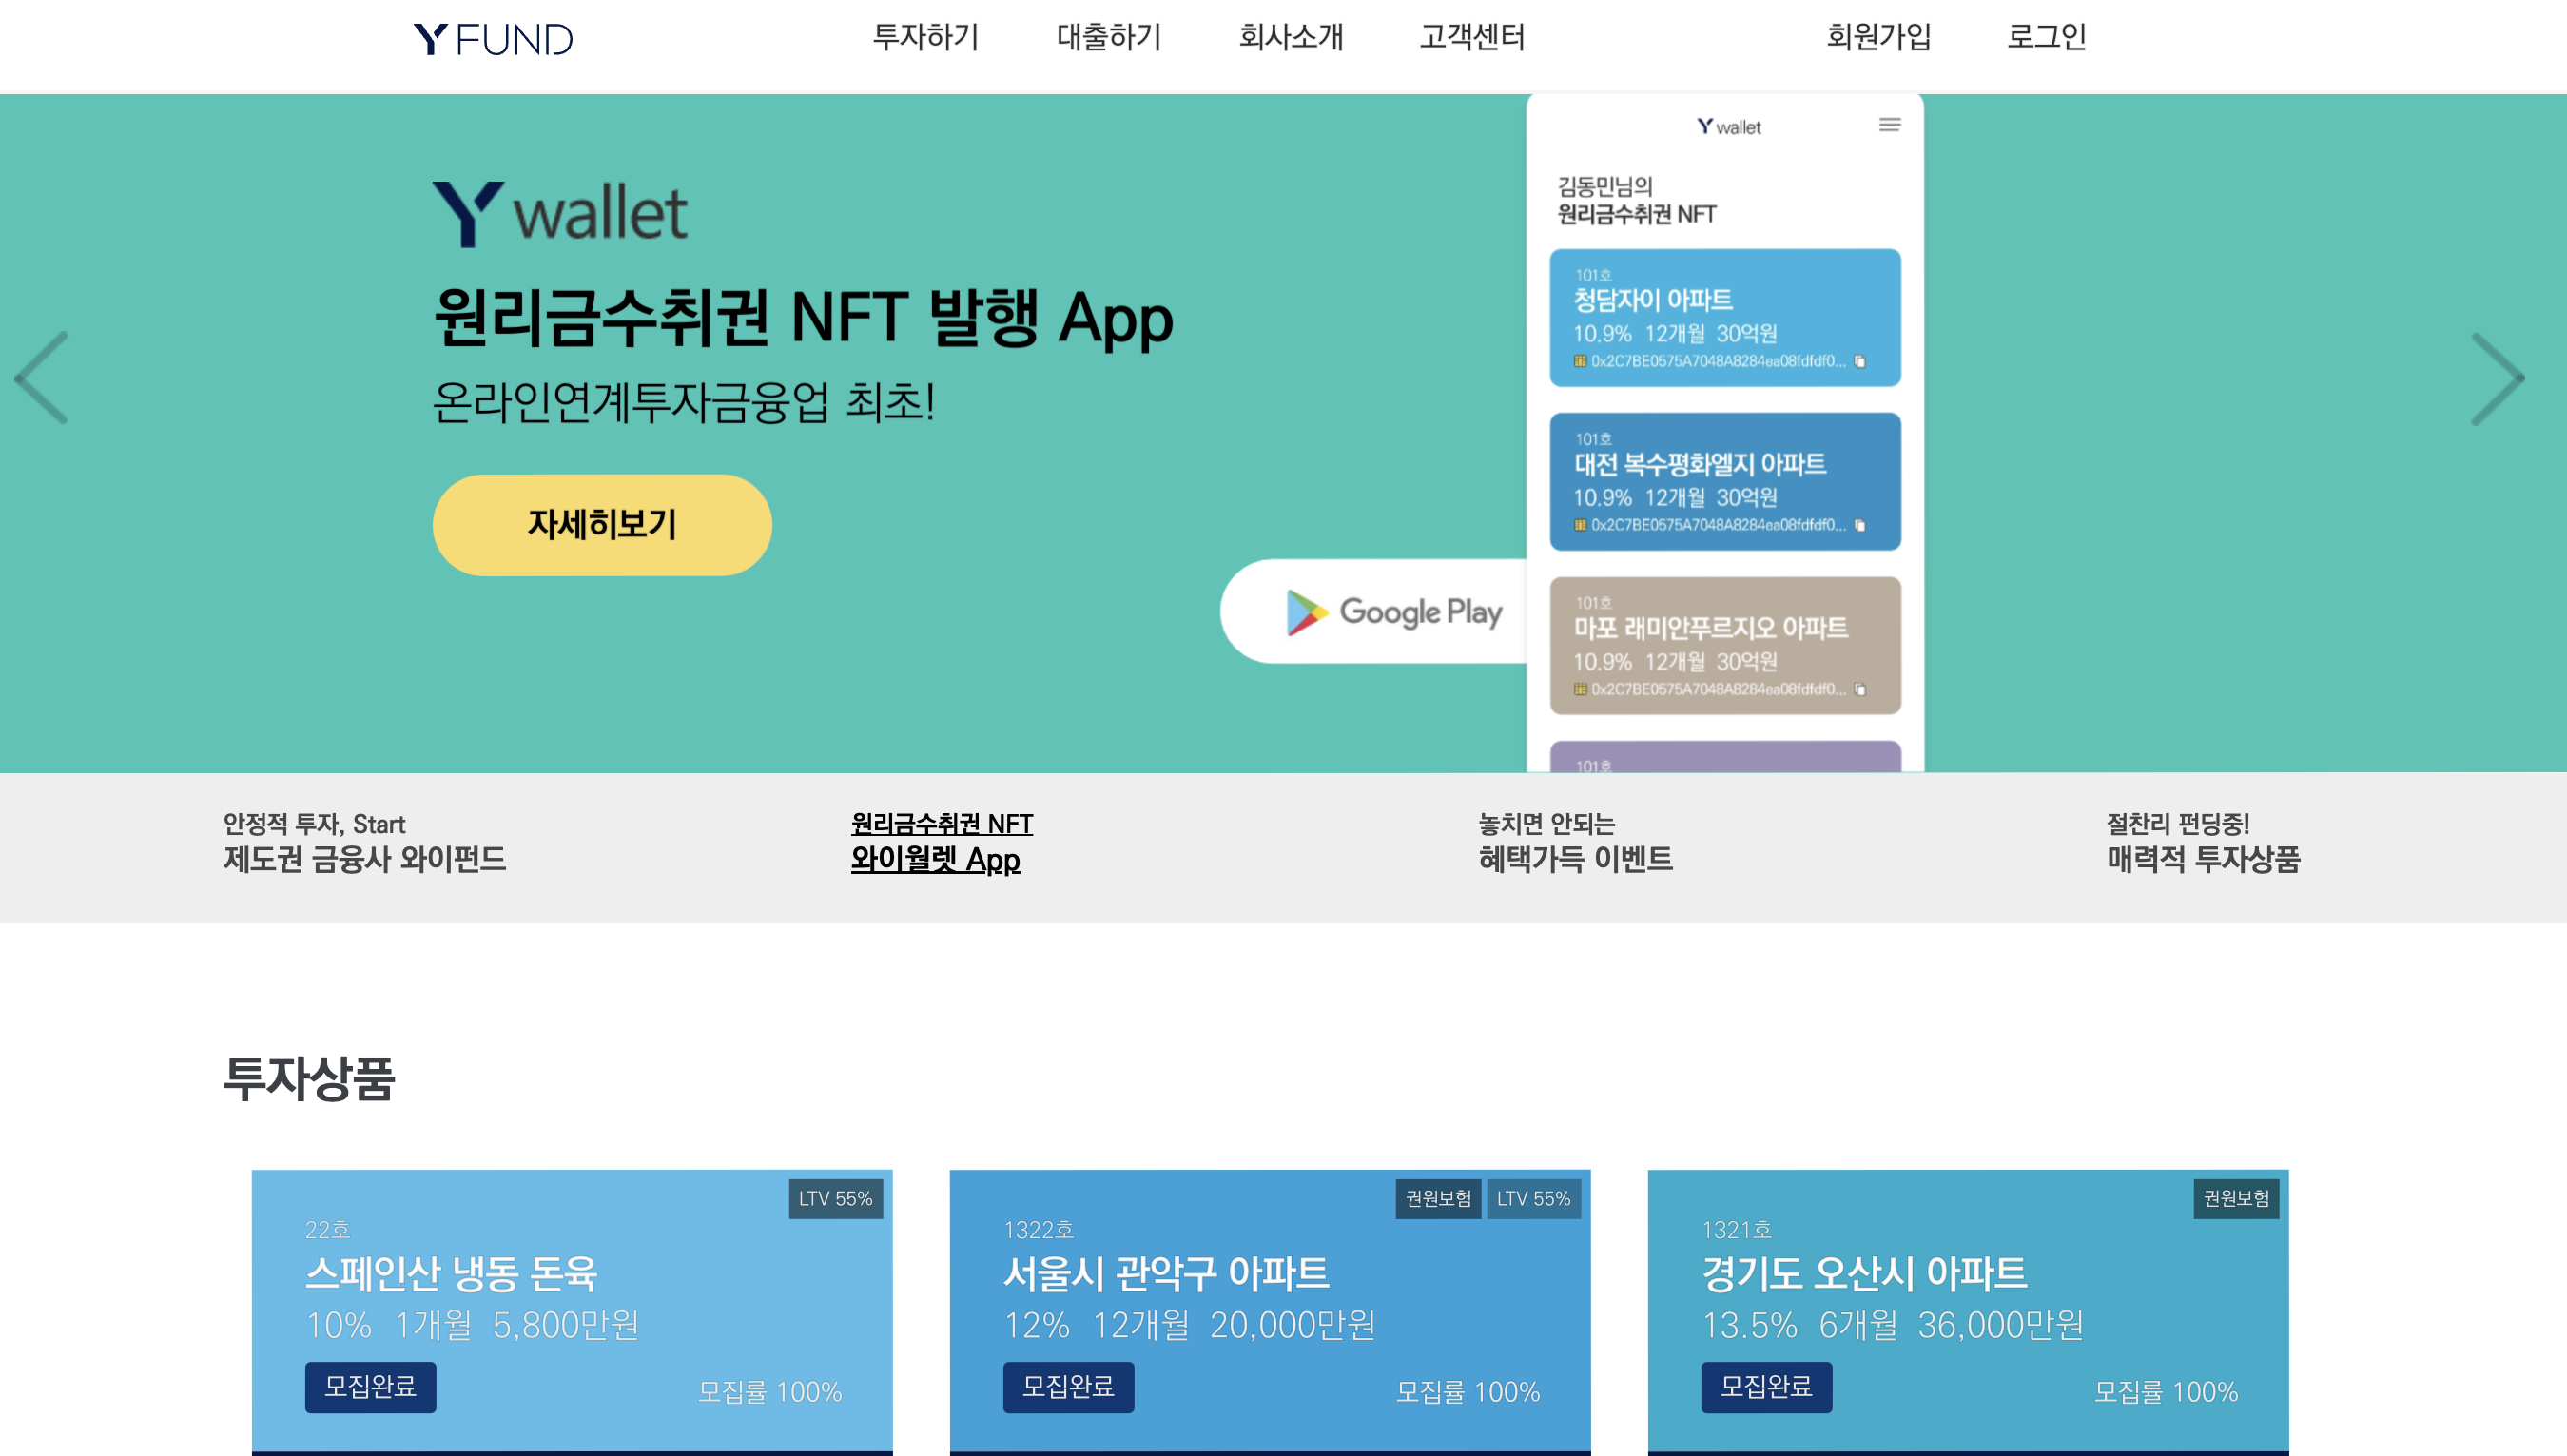 Y FUND
투자하기
대출하기
회사소개
고객센터
회원가입
로그인
Y wallet
원리금수취권 NFT 발행 App
온라인연계투자금융업 최초!
자세히보기
Google Play
Y wallet
김동민님의
원리금수취권 NFT
101호
청담자이 아파트
10.9% 12개월 30억원
0x2C7BE0575A7048A8284ea08fdfdf0...
101호
대전 복수평화엘지 아파트
10.9% 12개월 30억원
0x2C7BE0575A7048A8284ea08fdfdf0...
101호
마포 래미안푸르지오 아파트
10.9% 12개월 30억원
0x2C7BE0575A7048A8284ea08fdfdf0...
101호
안정적 투자, Start
제도권 금융사 와이펀드
원리금수취권 NFT
와이월렛 App
놓치면 안되는
혜택가득 이벤트
절찬리 펀딩중!
매력적 투자상품
투자상품
LTV 55%
22호
스페인산 냉동 돈육
10% 1개월 5,800만원
모집완료
모집률 100%
권원보험
LTV 55%
1322호
서울시 관악구 아파트
12% 12개월 20,000만원
모집완료
모집률 100%
권원보험
1321호
경기도 오산시 아파트
13.5% 6개월 36,000만원
모집완료
모집률 100%